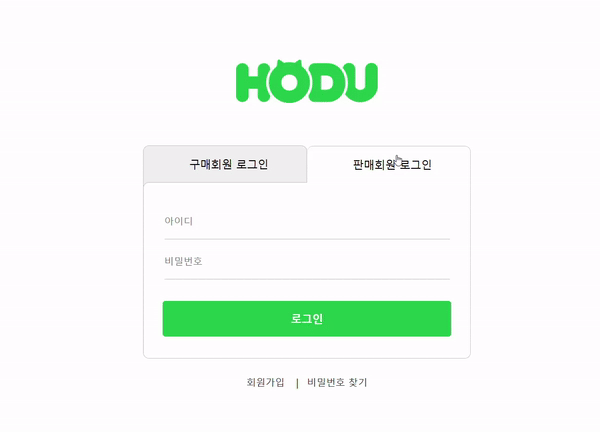 HODU
구매회원 로그인
판매회원 로그인
아이디
비밀번호
로그인
회원가입 | 비밀번호 찾기